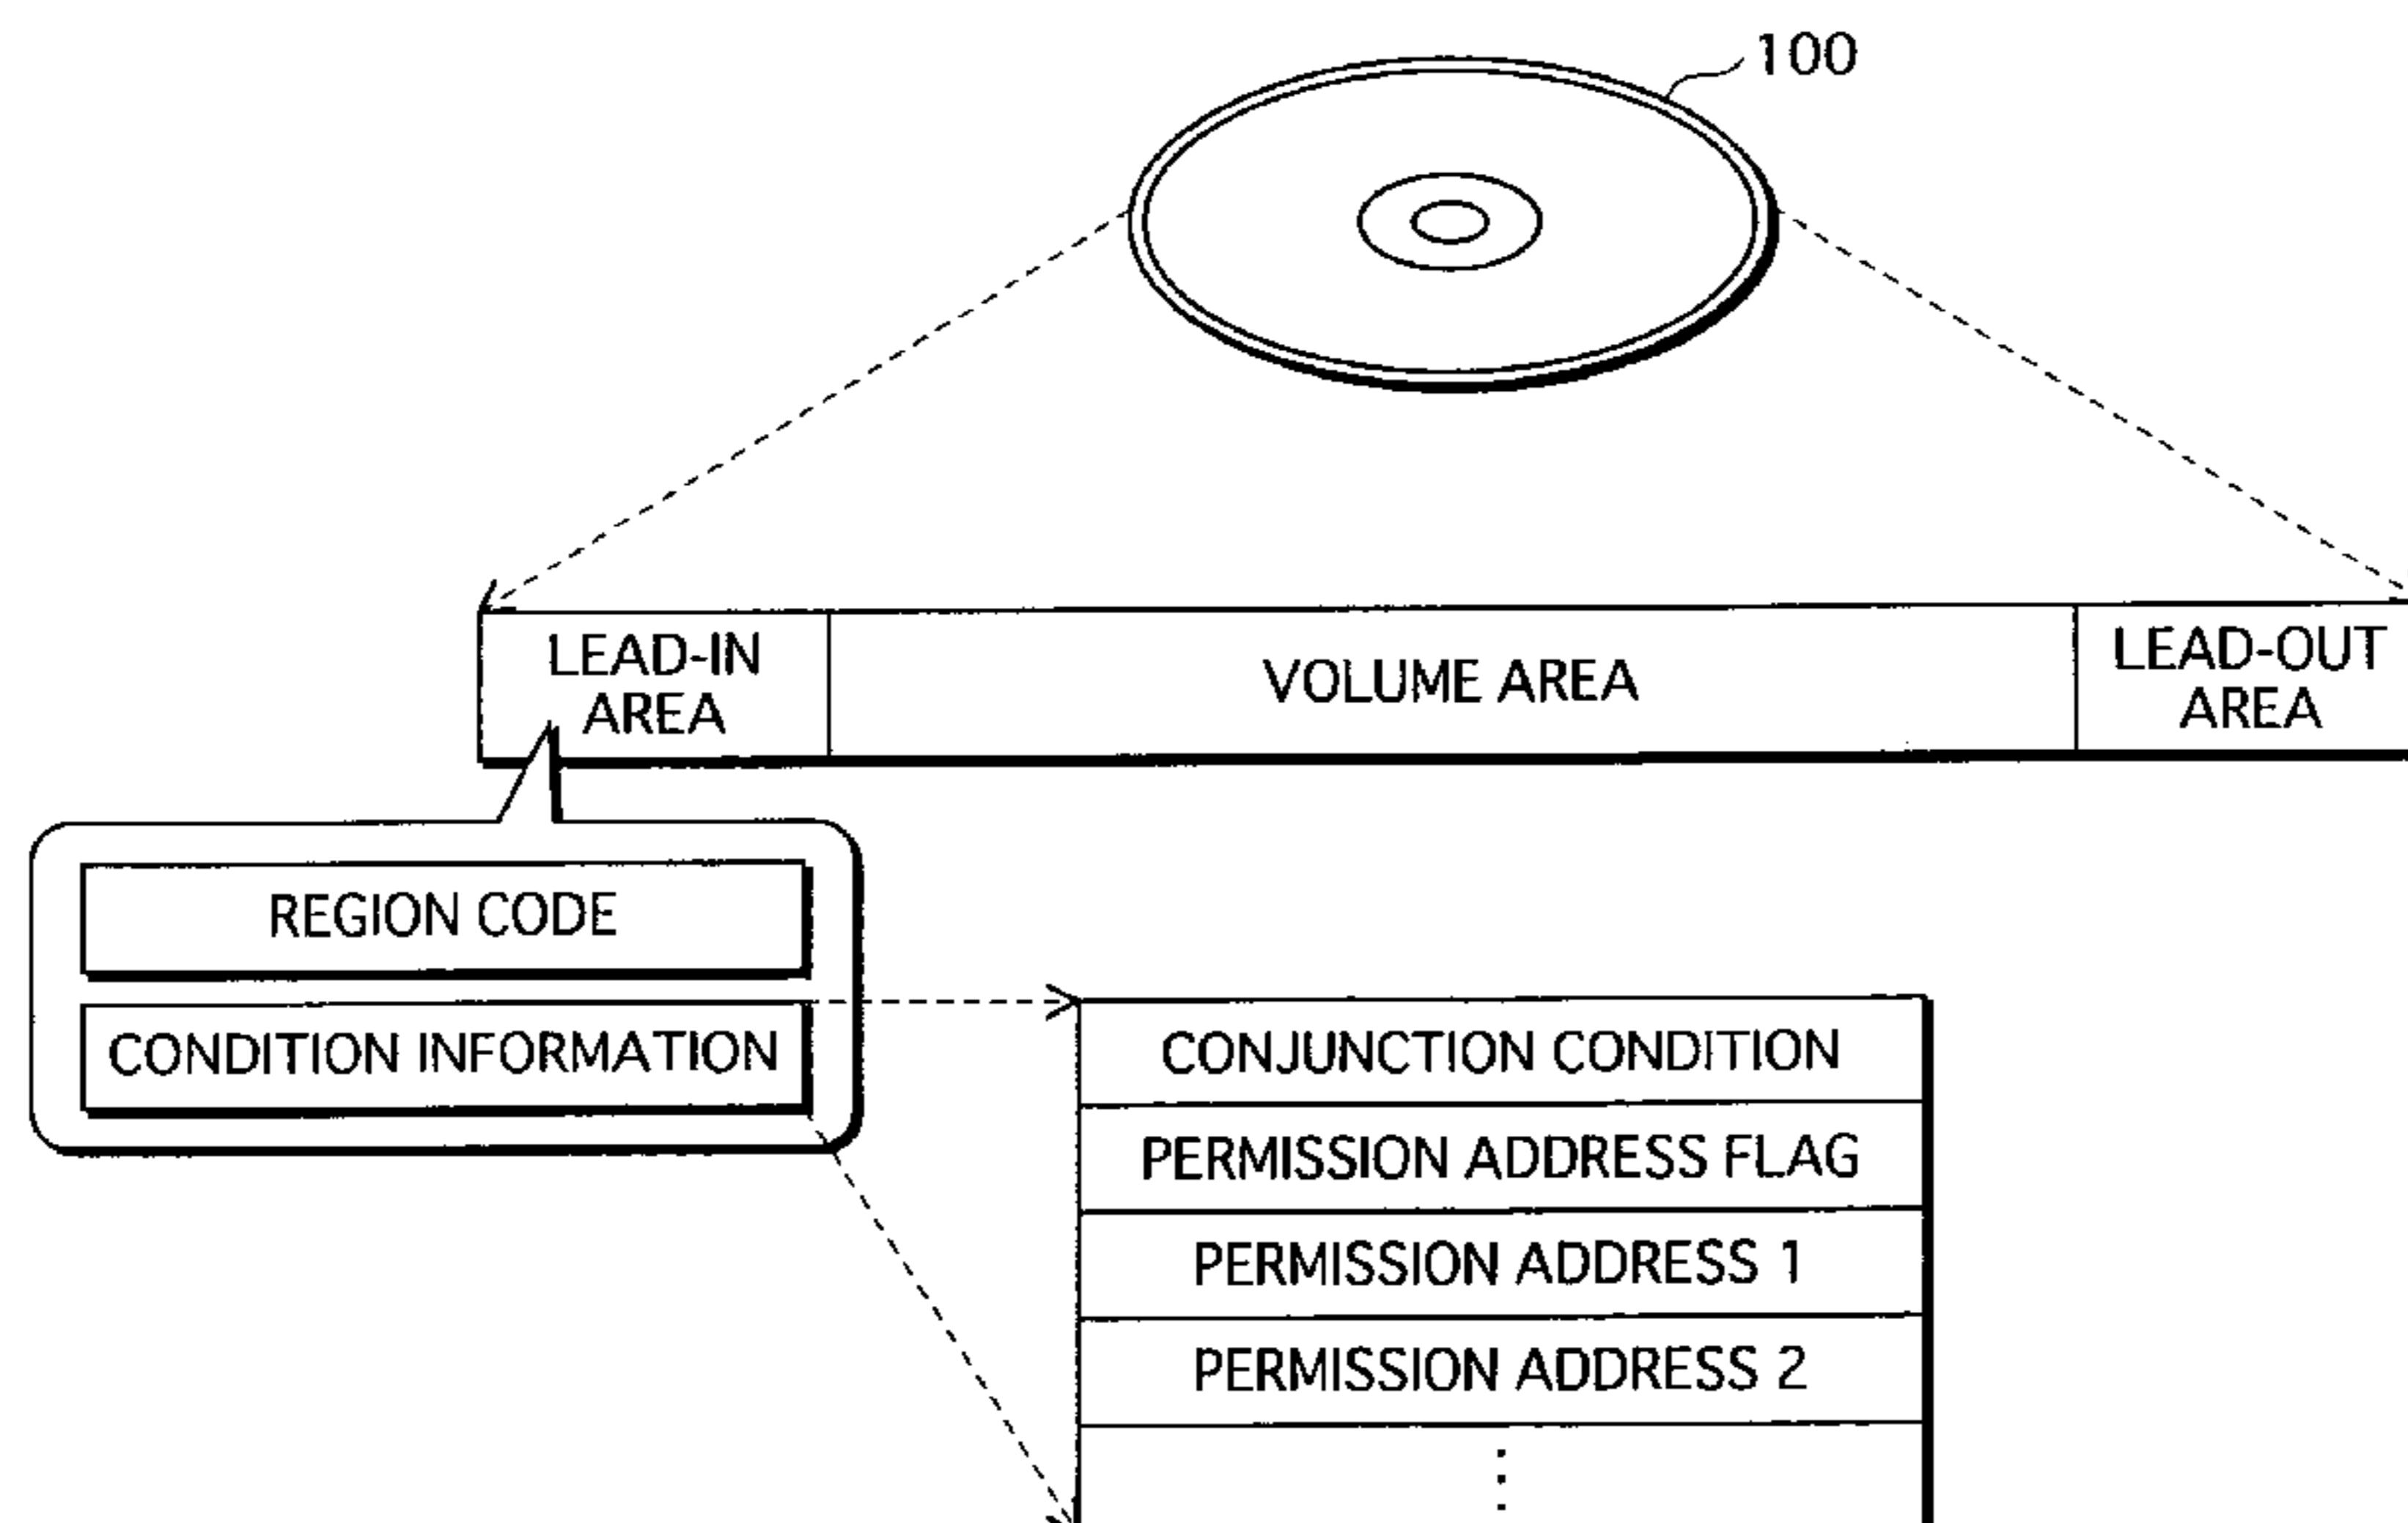 100
LEAD-IN
AREA
VOLUME AREA
LEAD-OUT
AREA
REGION CODE
CONDITION INFORMATION
CONJUNCTION CONDITION
PERMISSION ADDRESS FLAG
PERMISSION ADDRESS 1
PERMISSION ADDRESS 2
⋮